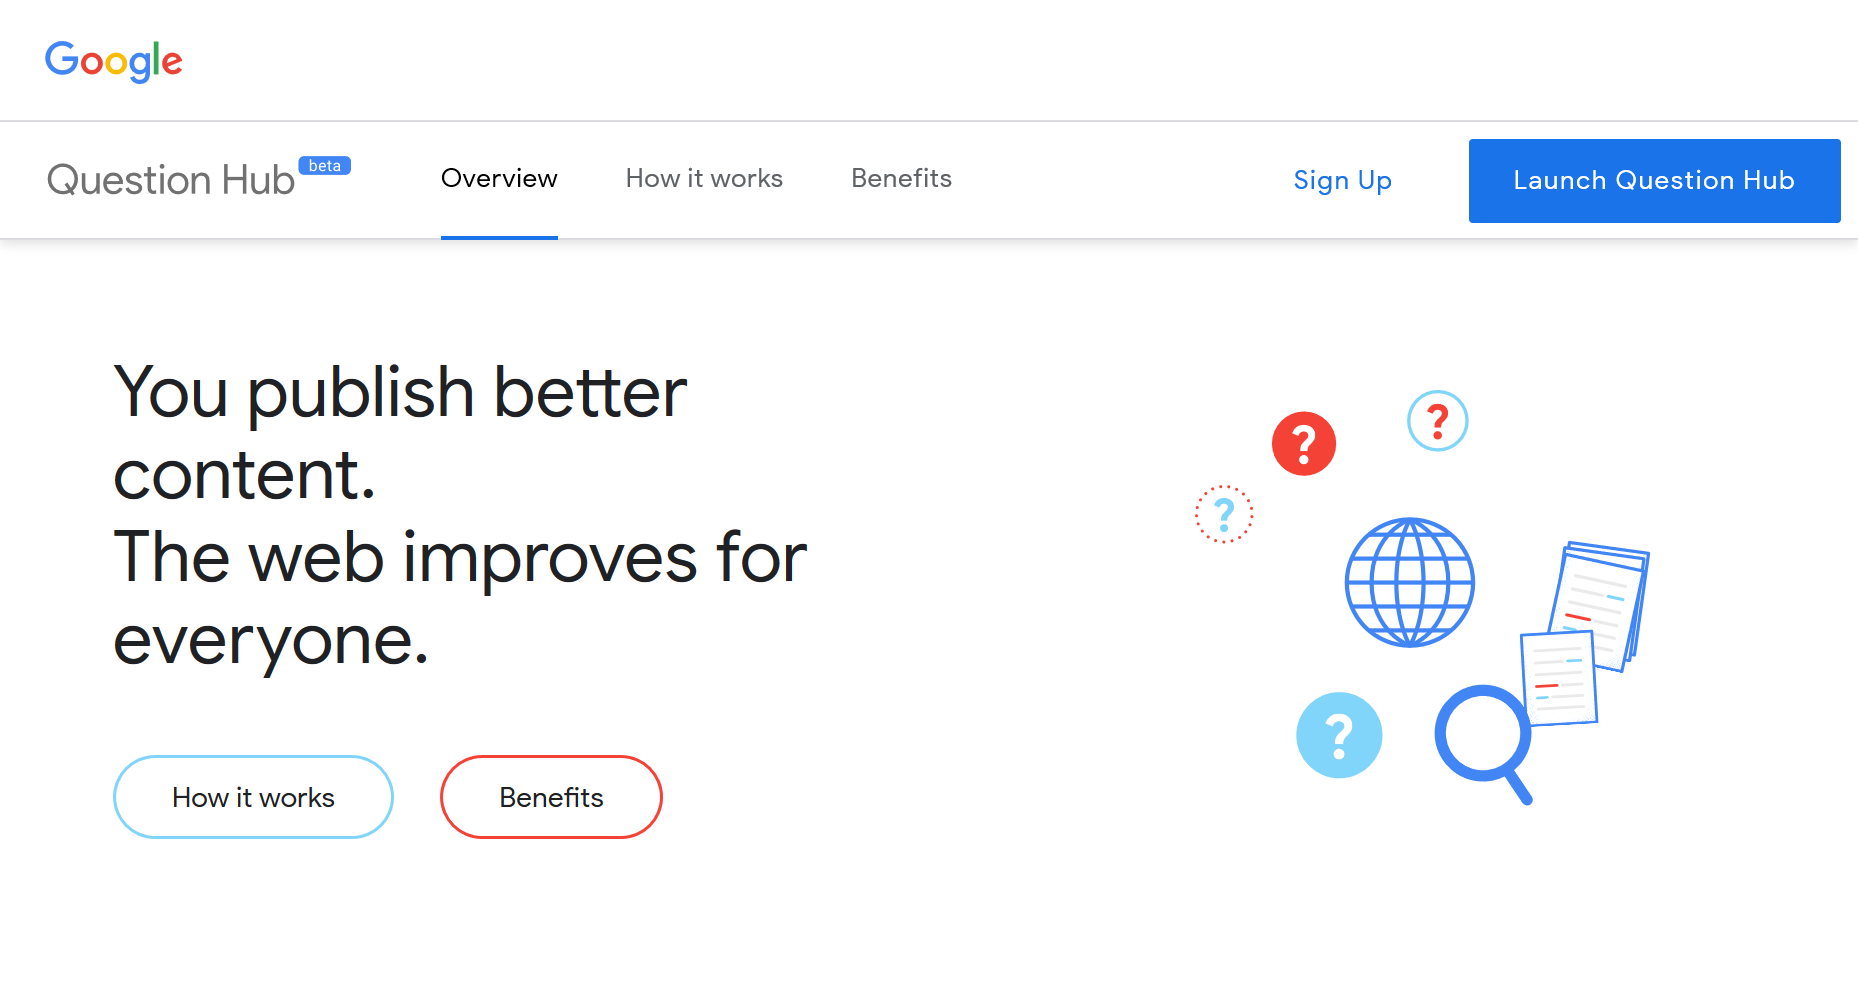 Google
Question Hub beta
Overview
How it works
Benefits
Sign Up
Launch Question Hub
You publish better
content.
The web improves for
everyone.
How it works
Benefits
?
?
?
?